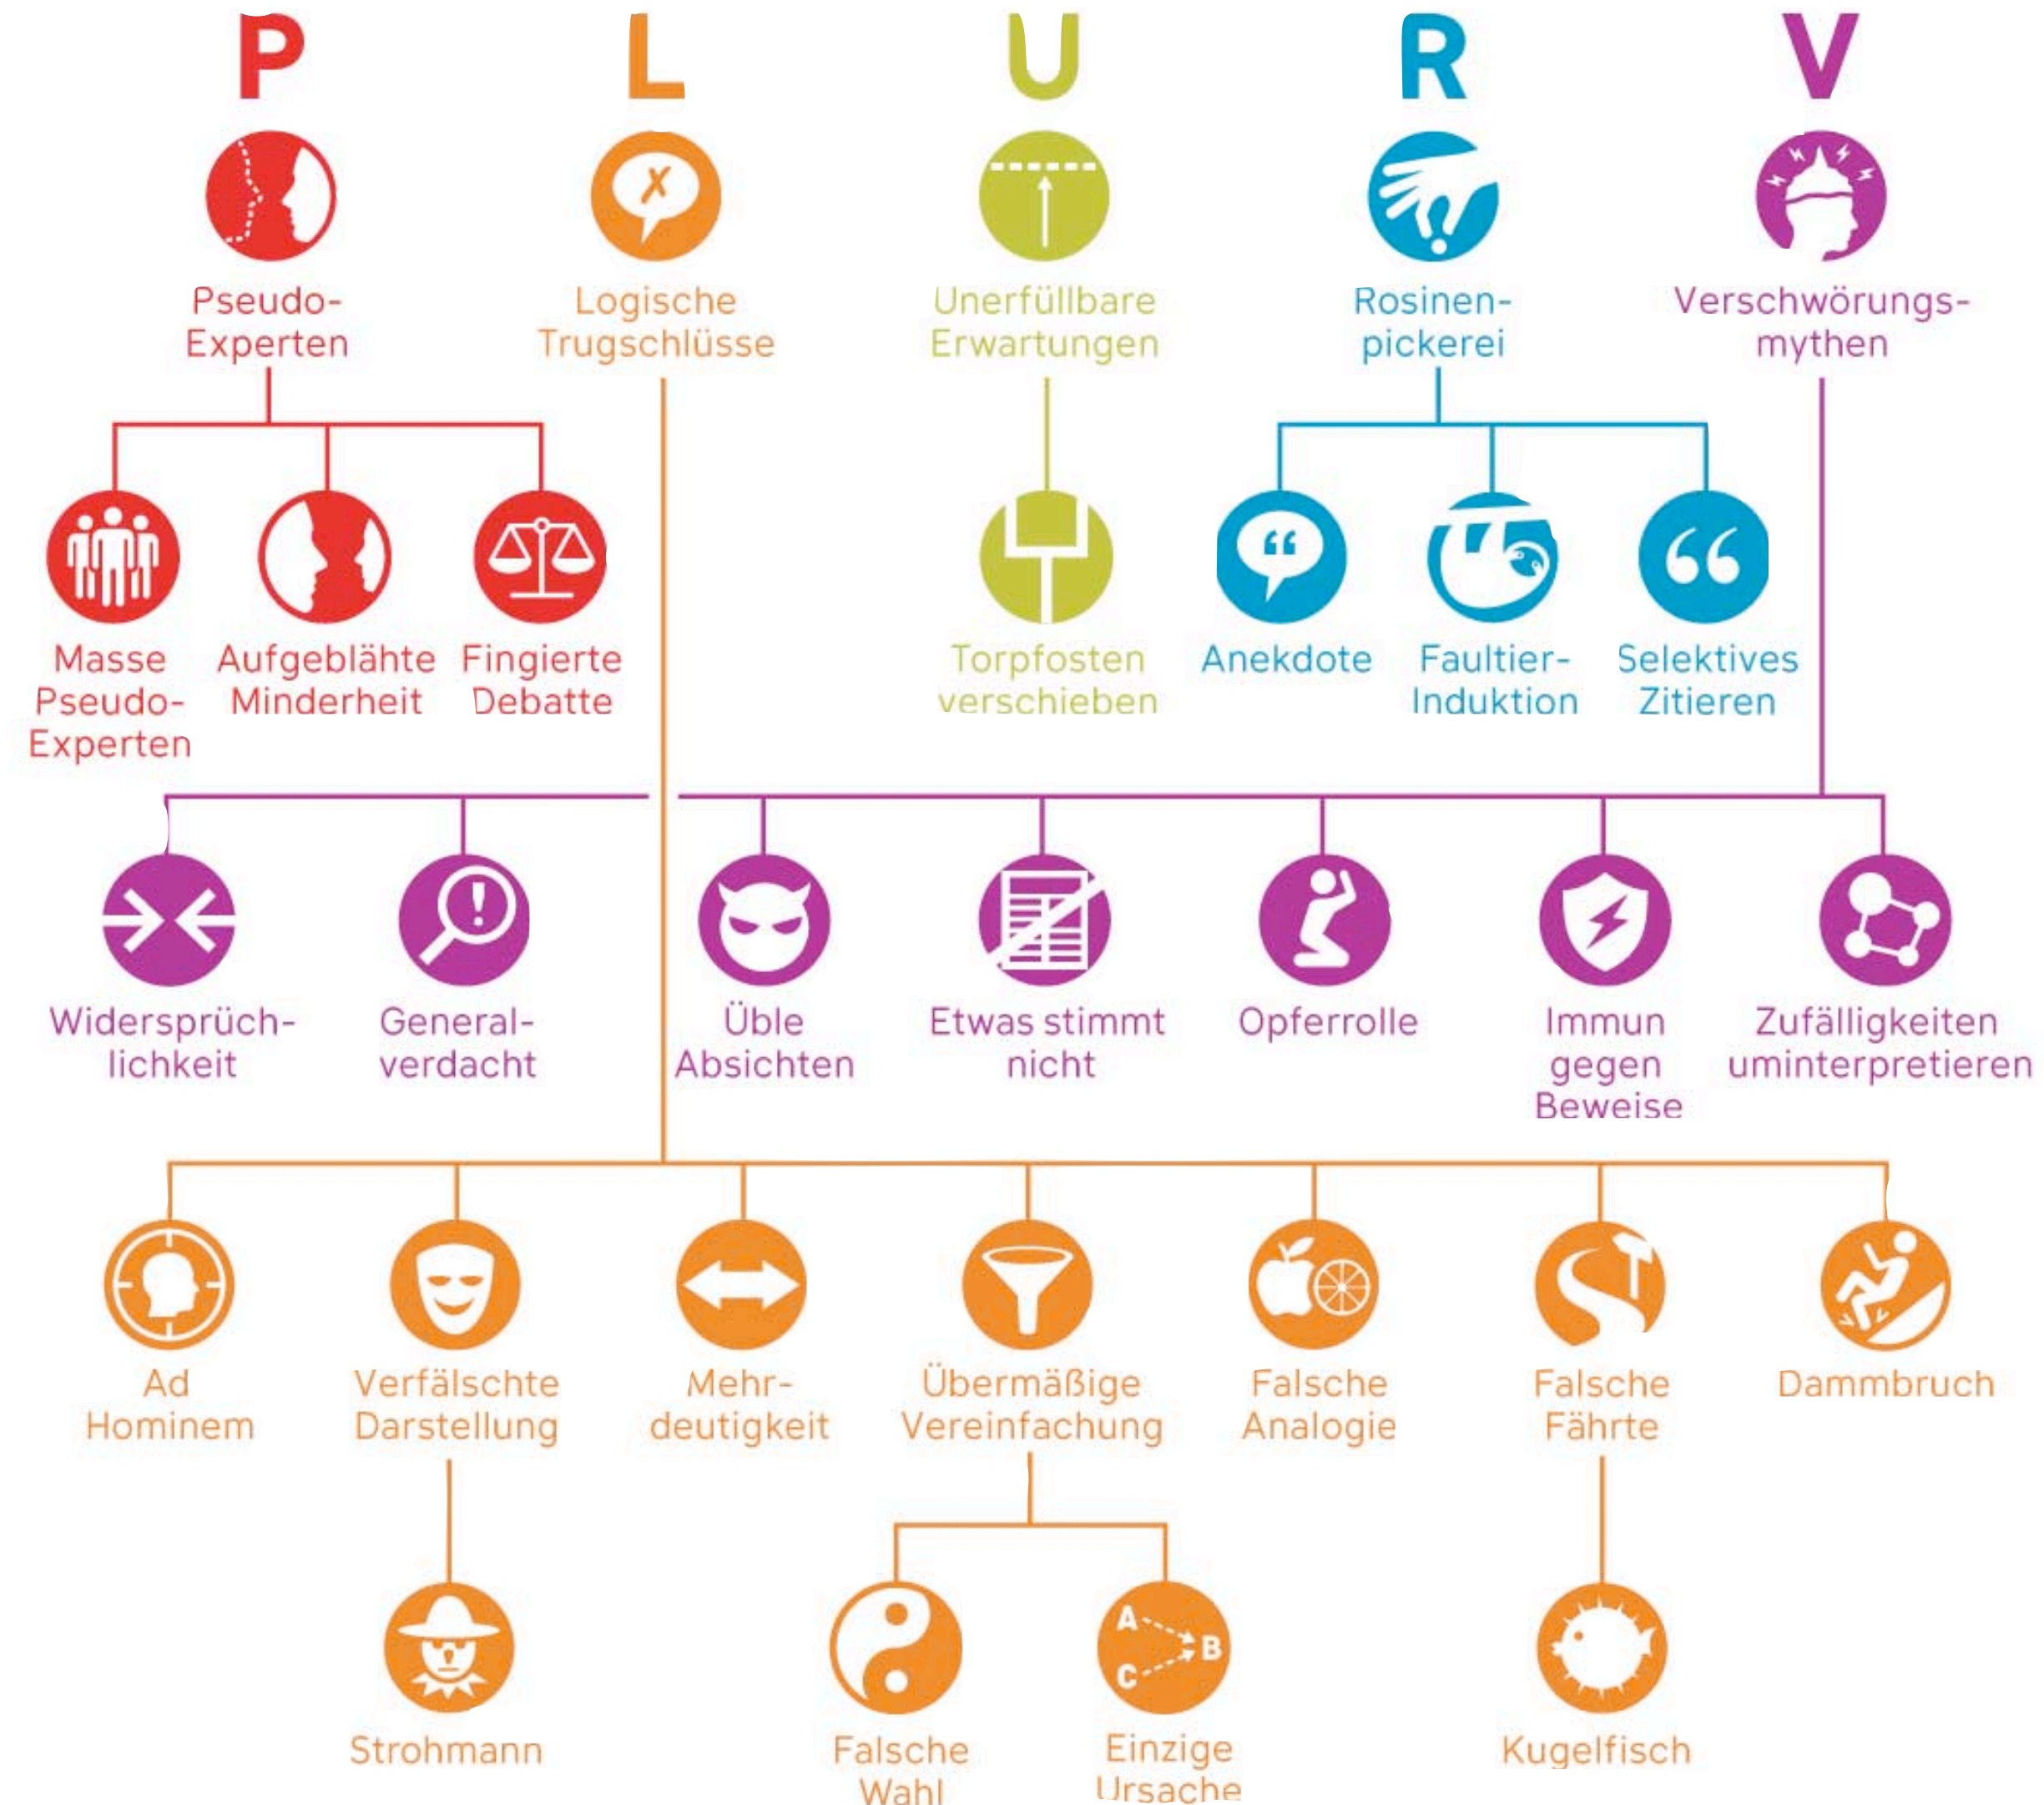 P L U R V
Pseudo-
Experten
Logische
Trugschlüsse
Unerfüllbare
Erwartungen
Rosinen-
pickerei
Verschwörungs-
mythen
Masse
Pseudo-
Experten
Aufgeblähte
Minderheit
Fingierte
Debatte
Torpfosten
verschieben
Anekdote
Faultier-
Induktion
Selektives
Zitieren
Widersprüch-
lichkeit
General-
verdacht
Üble
Absichten
Etwas stimmt
nicht
Opferrolle
Immun
gegen
Beweise
Zufälligkeiten
uminterpretieren
Ad
Hominem
Verfälschte
Darstellung
Mehr-
deutigkeit
Übermäßige
Vereinfachung
Falsche
Analogie
Falsche
Fährte
Dammbruch
Strohmann
Falsche
Wahl
A
B
C
Einzige
Ursache
Kugelfisch